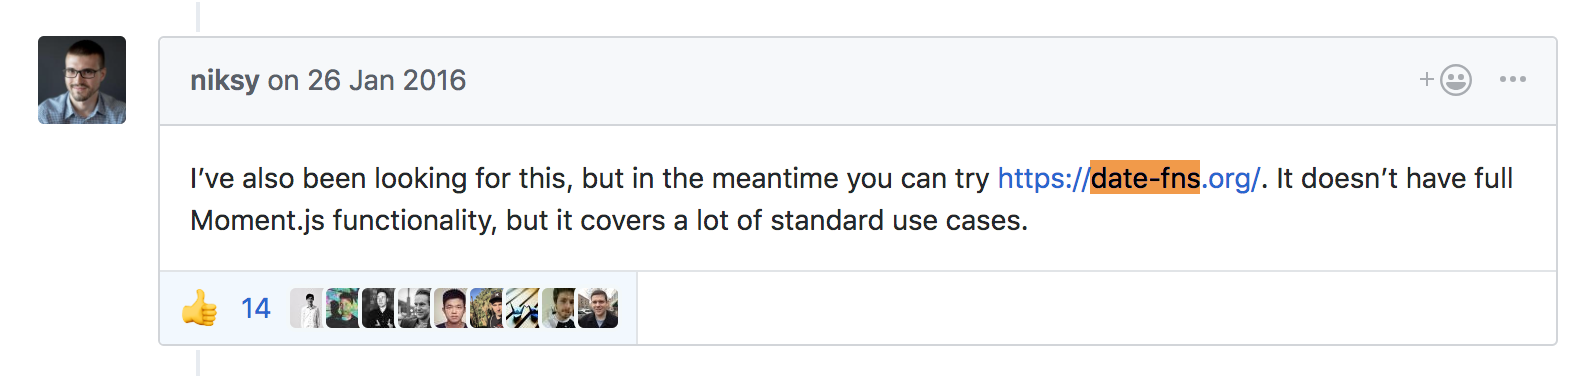 niksy on 26 Jan 2016
I’ve also been looking for this, but in the meantime you can try https://date-fns.org/. It doesn’t have full
Moment.js functionality, but it covers a lot of standard use cases.
14